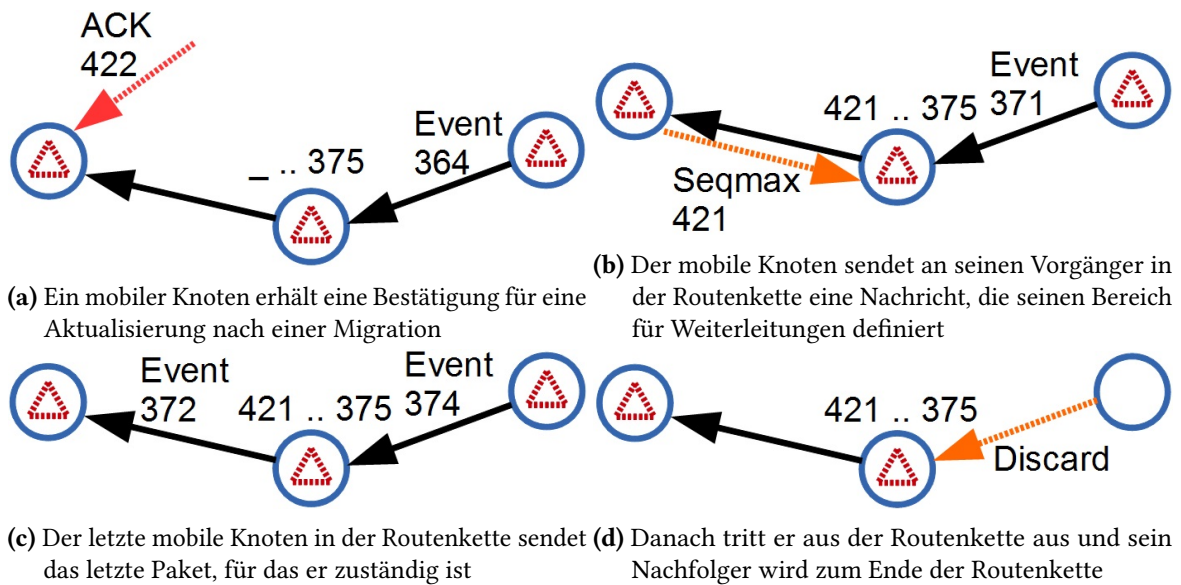 ACK
422
Event
364
_ .. 375
(a) Ein mobiler Knoten erhält eine Bestätigung für eine
Aktualisierung nach einer Migration
Event
371
421 .. 375
Seqmax
421
(b) Der mobile Knoten sendet an seinen Vorgänger in
der Routenkette eine Nachricht, die seinen Bereich
für Weiterleitungen definiert
Event
372
421 .. 375
Event
374
(c) Der letzte mobile Knoten in der Routenkette sendet
das letzte Paket, für das er zuständig ist
421 .. 375
Discard
(d) Danach tritt er aus der Routenkette aus und sein
Nachfolger wird zum Ende der Routenkette